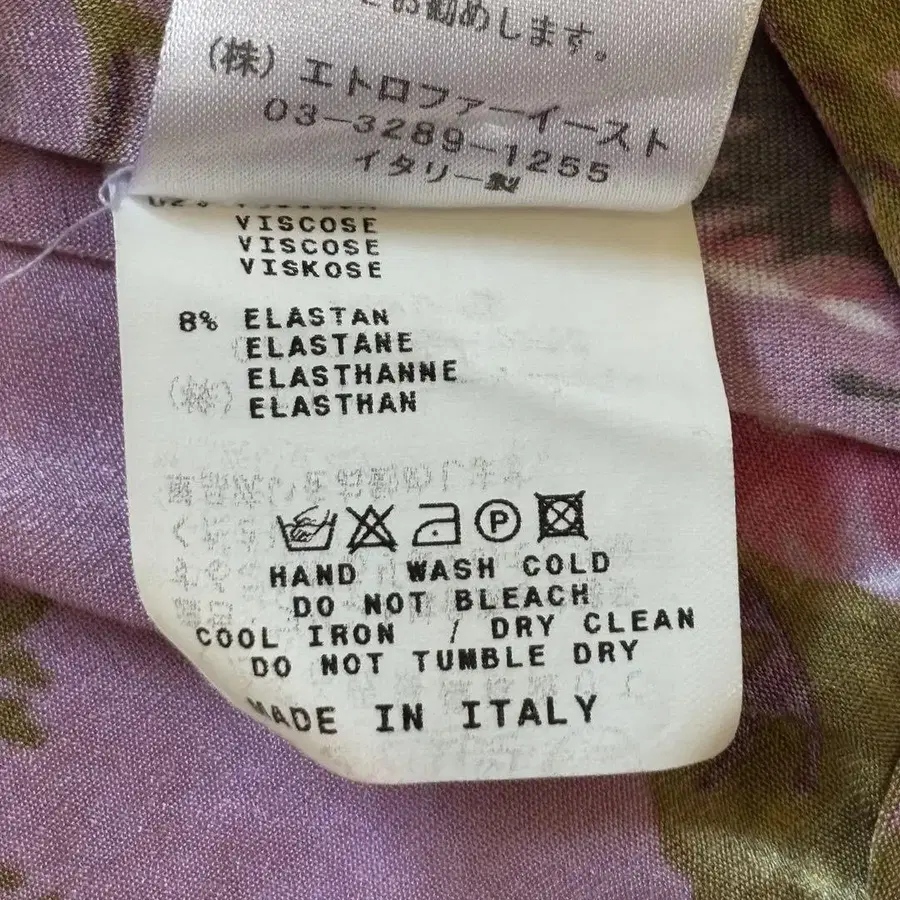 お勧めします。
(株) エトロファーイースト
03-3289-1255
イタリー製
VISCOSE
VISCOSE
VISKOSE
8% ELASTAN
ELASTANE
ELASTHANNE
ELASTHAN
P
HAND WASH COLD
DO NOT BLEACH
COOL IRON / DRY CLEAN
DO NOT TUMBLE DRY
MADE IN ITALY